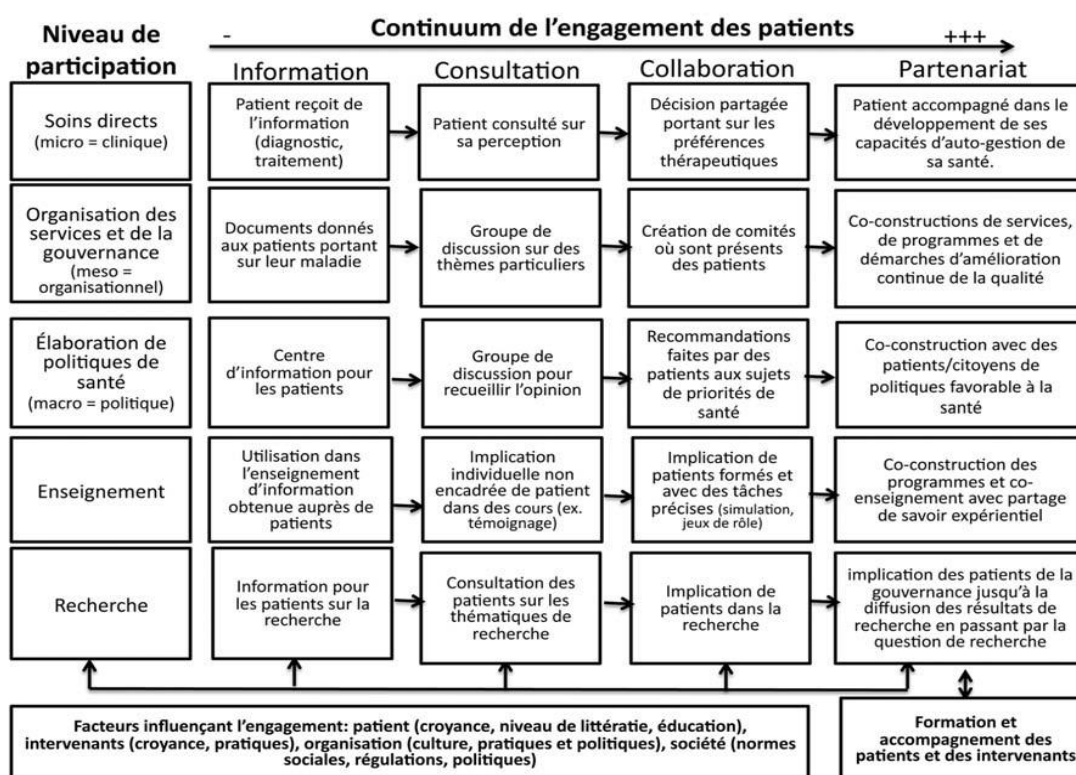 Niveau de
participation
Continuum de l’engagement des patients
-
+++
Information
Consultation
Collaboration
Partenariat
Soins directs
(micro = clinique)
Patient reçoit de
l’information
(diagnostic,
traitement)
Patient consulté sur
sa perception
Décision partagée
portant sur les
préférences
thérapeutiques
Patient accompagné dans le
développement de ses
capacités d’auto-gestion de
sa santé.
Organisation des
services et de la
gouvernance
(meso =
organisationnel)
Documents donnés
aux patients portant
sur leur maladie
Groupe de
discussion sur des
thèmes particuliers
Création de comités
où sont présents
des patients
Co-constructions de services,
de programmes et de
démarches d’amélioration
continue de la qualité
Élaboration de
politiques de
santé
(macro = politique)
Centre
d’information pour
les patients
Groupe de
discussion pour
recueillir l’opinion
Recommandations
faites par des
patients aux sujets
de priorités de
santé
Co-construction avec des
patients/citoyens de
politiques favorable à la
santé
Enseignement
Utilisation dans
l’enseignement
d’information
obtenue auprès de
patients
Implication
individuelle non
encadrée de patient
dans des cours (ex.
témoignage)
Implication de
patients formés et
avec des tâches
précises (simulation,
jeux de rôle)
Co-construction des
programmes et co-
enseignement avec partage
de savoir expérientiel
Recherche
Information pour
les patients sur la
recherche
Consultation des
patients sur les
thématiques de
recherche
Implication de
patients dans la
recherche
implication des patients de la
gouvernance jusqu’à la
diffusion des résultats de
recherche en passant par la
question de recherche
Facteurs influençant l’engagement: patient (croyance, niveau de littératie, éducation),
intervenants (croyance, pratiques), organisation (culture, pratiques et politiques), société (normes
sociales, régulations, politiques)
Formation et
accompagnement des
patients et des intervenants